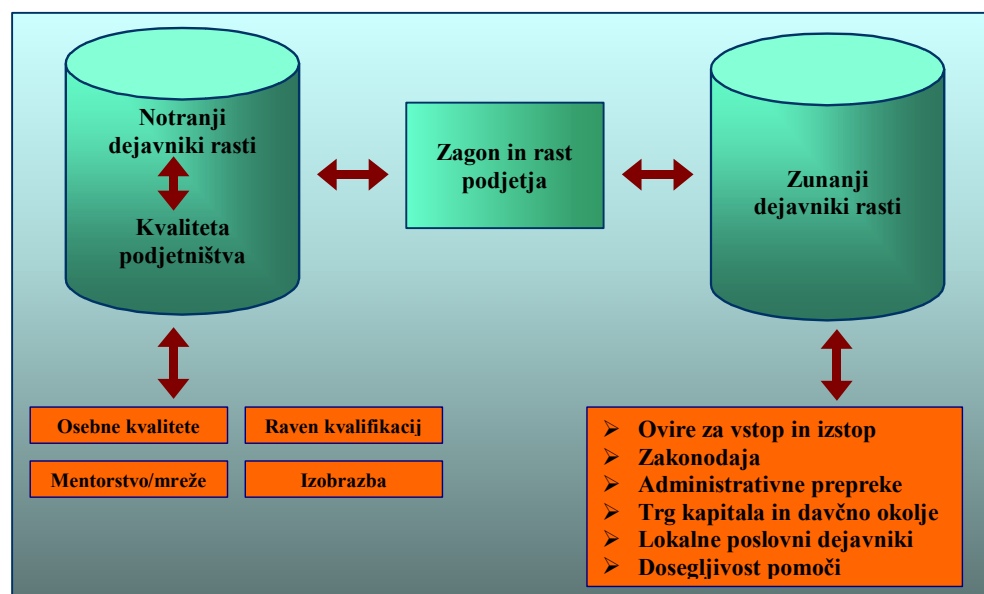 Notranji
dejavniki rasti
Kvaliteta
podjetništva
Zagon in rast
podjetja
Zunanji
dejavniki rasti
Osebne kvalitete
Raven kvalifikacij
Mentorstvo/mreže
Izobrazba
➢ Ovire za vstop in izstop
➢ Zakonodaja
➢ Administrativne prepreke
➢ Trg kapitala in davčno okolje
➢ Lokalne poslovni dejavniki
➢ Dosegljivost pomoči